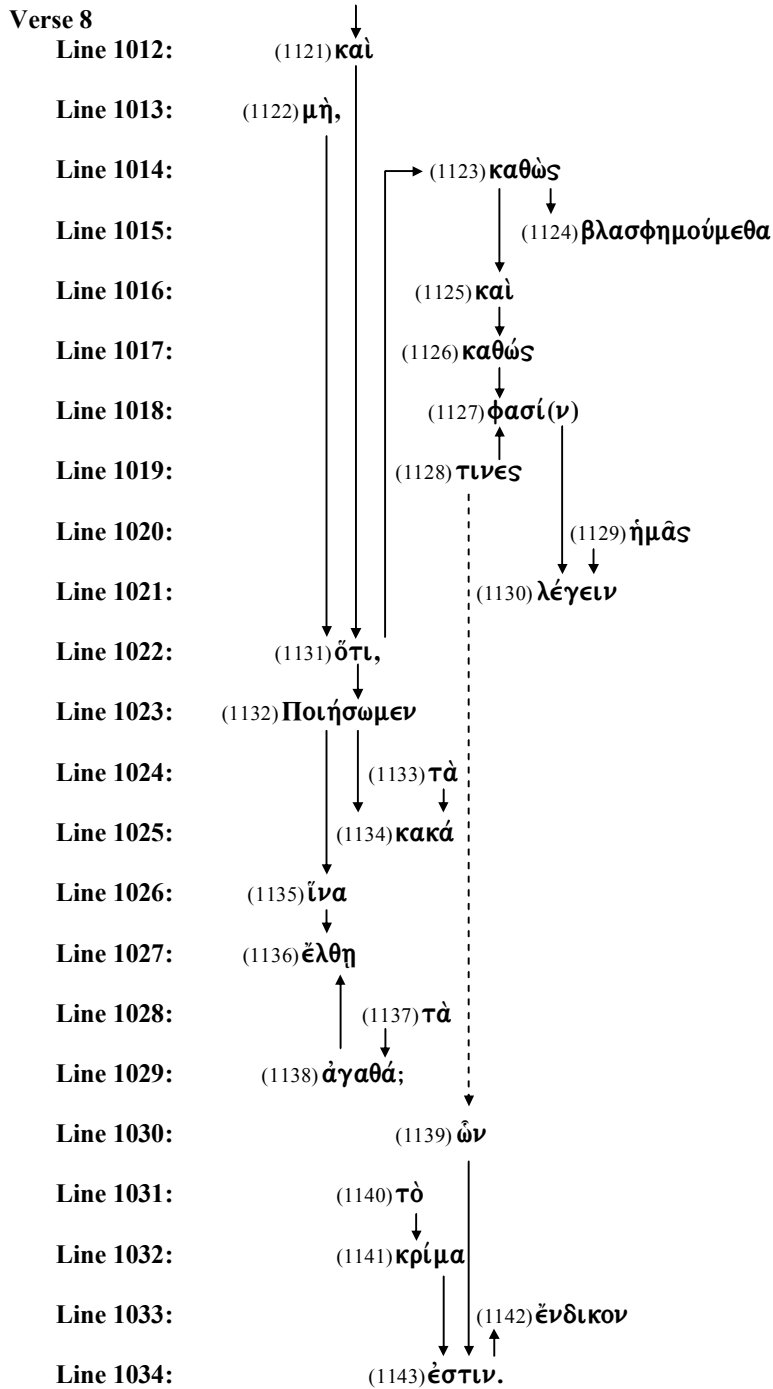 Verse 8
Line 1012: (1121) καὶ
Line 1013: (1122) μὴ,
Line 1014: (1123) καθὼς
Line 1015: (1124) βλασφημούμεθα
Line 1016: (1125) καὶ
Line 1017: (1126) καθώς
Line 1018: (1127) φασί(ν)
Line 1019: (1128) τινες
Line 1020: (1129) ἡμᾶς
Line 1021: (1130) λέγειν
Line 1022: (1131) ὅτι,
Line 1023: (1132) Ποιήσωμεν
Line 1024: (1133) τὰ
Line 1025: (1134) κακά
Line 1026: (1135) ἵνα
Line 1027: (1136) ἔλθῃ
Line 1028: (1137) τὰ
Line 1029: (1138) ἀγαθά;
Line 1030: (1139) ὧν
Line 1031: (1140) τὸ
Line 1032: (1141) κρίμα
Line 1033: (1142) ἔνδικον
Line 1034: (1143) ἐστιν.